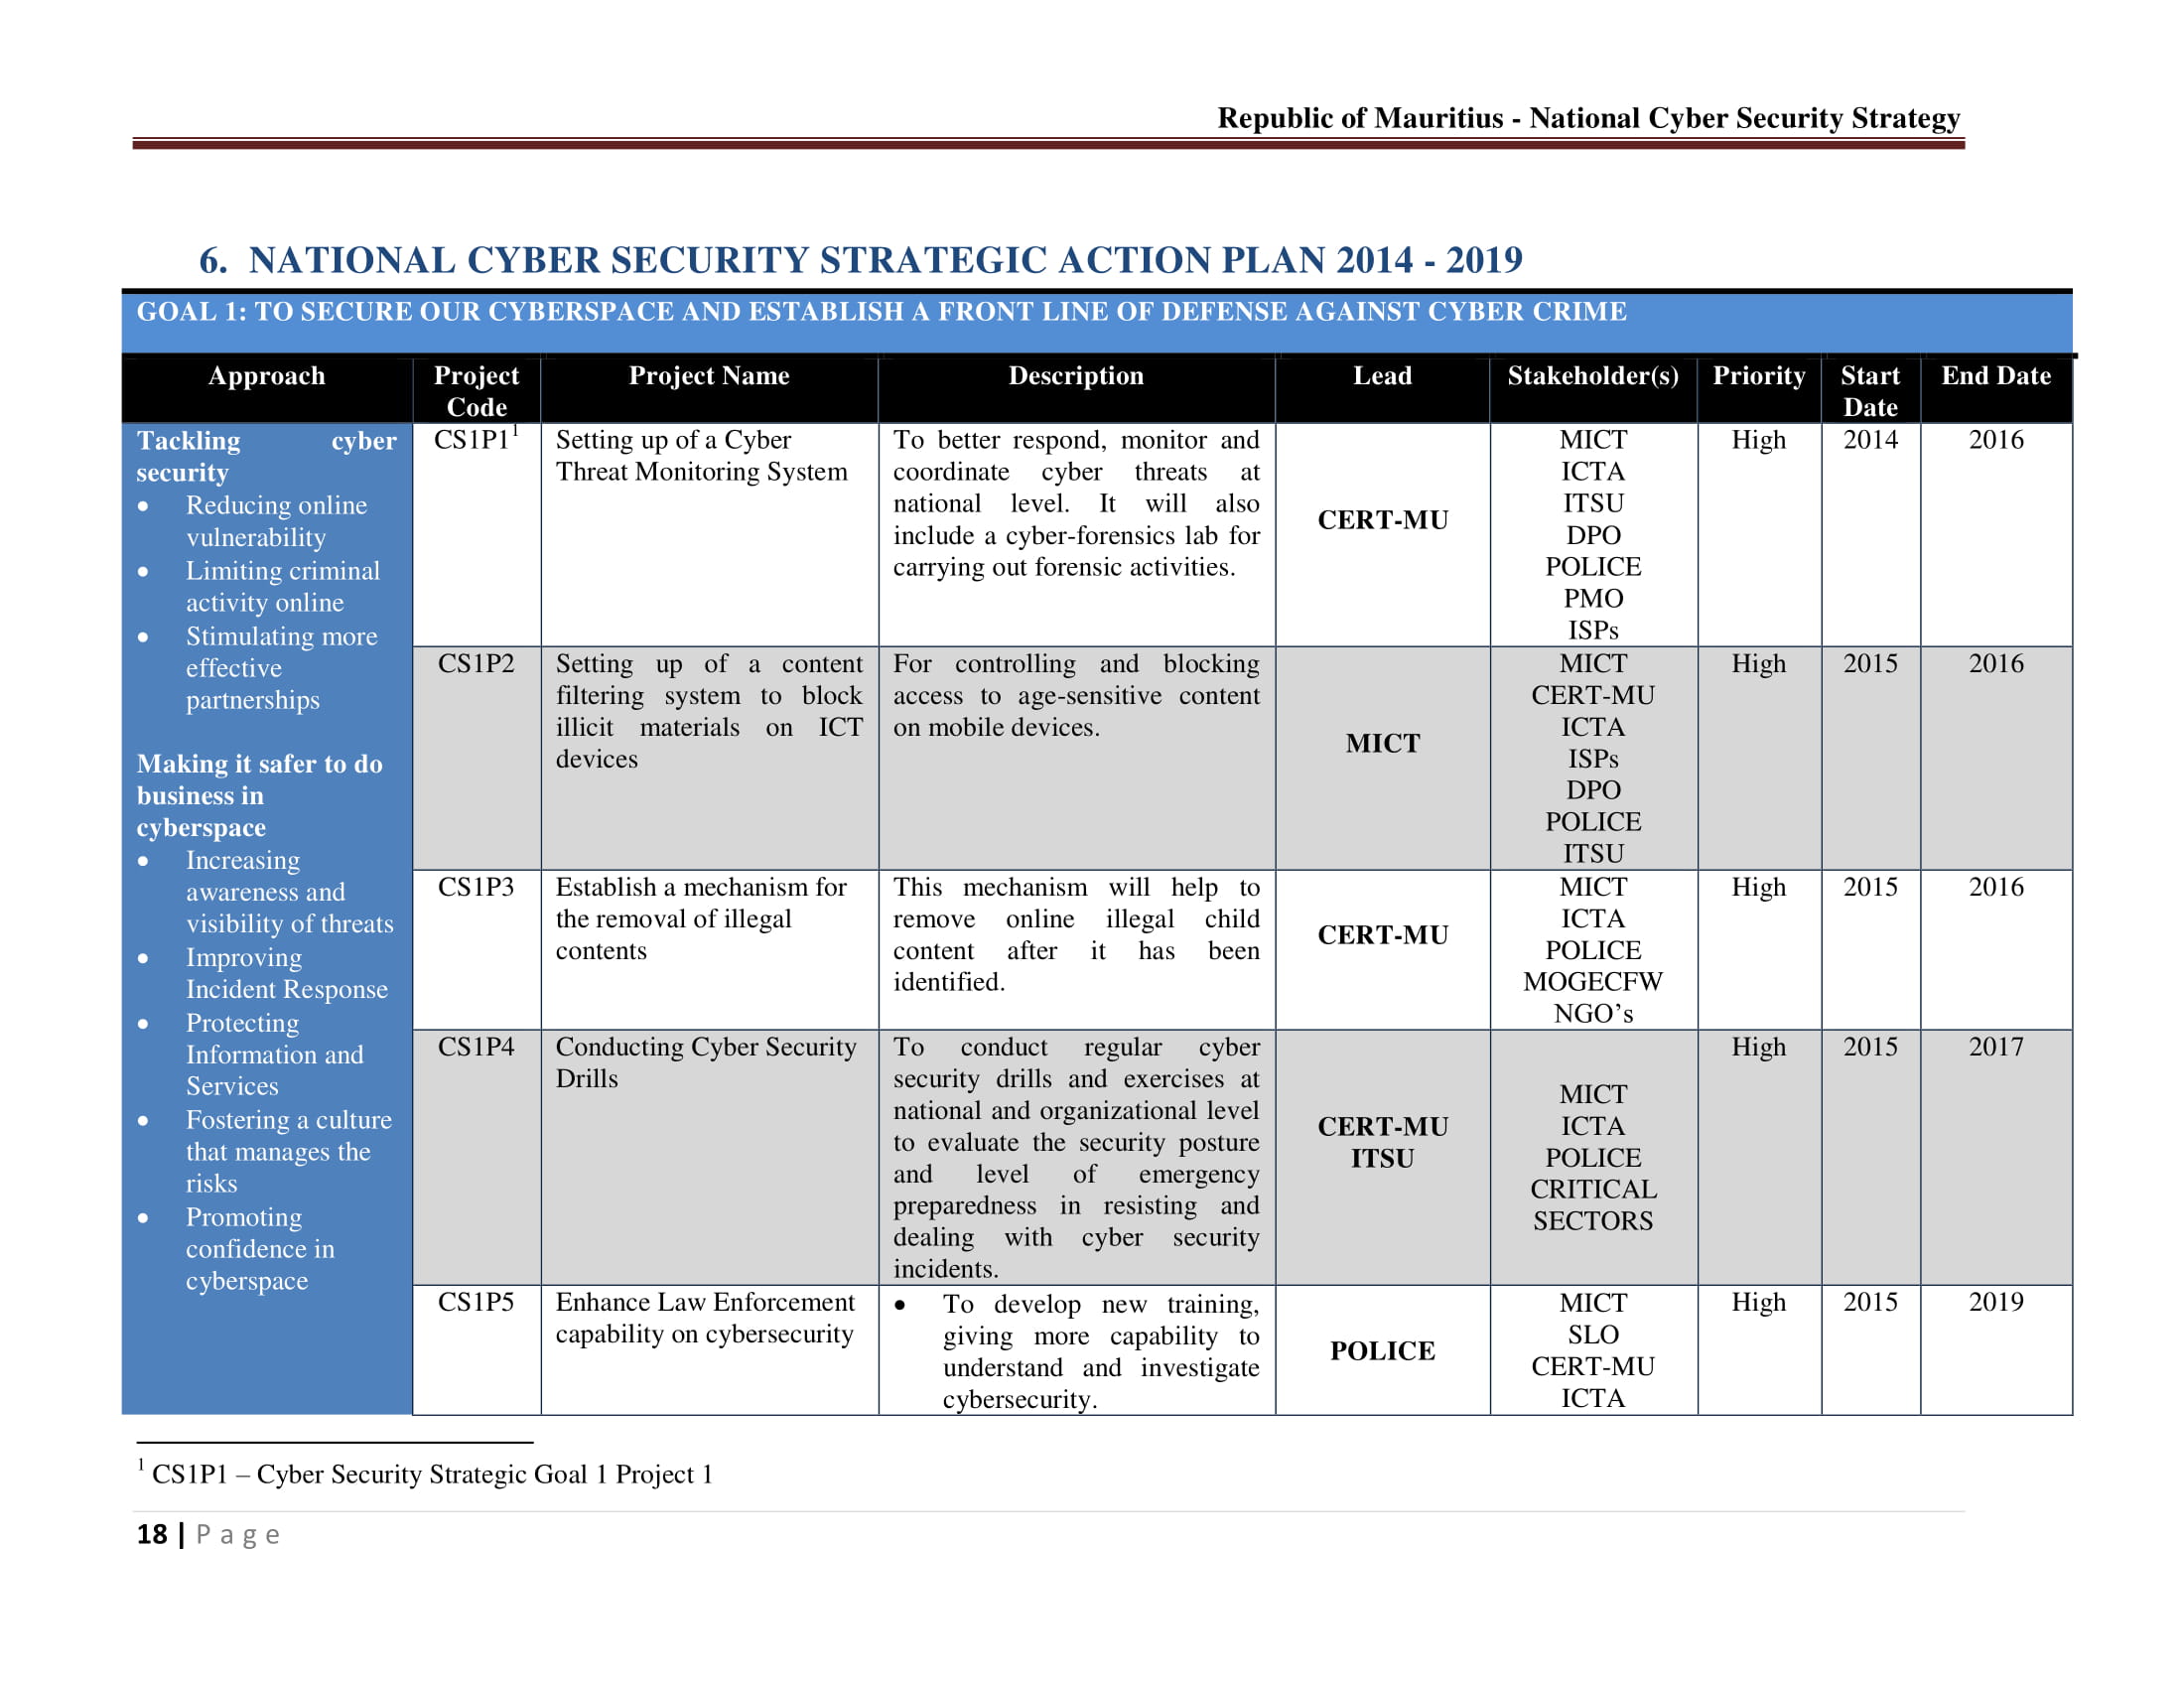 Republic of Mauritius - National Cyber Security Strategy
6. NATIONAL CYBER SECURITY STRATEGIC ACTION PLAN 2014 - 2019
GOAL 1: TO SECURE OUR CYBERSPACE AND ESTABLISH A FRONT LINE OF DEFENSE AGAINST CYBER CRIME
Approach
Project
Code
Project Name
Description
Lead
Stakeholder(s)
Priority
Start
Date
End Date
Tackling cyber
security
• Reducing online
vulnerability
• Limiting criminal
activity online
• Stimulating more
effective
partnerships
Making it safer to do
business in
cyberspace
• Increasing
awareness and
visibility of threats
• Improving
Incident Response
• Protecting
Information and
Services
• Fostering a culture
that manages the
risks
• Promoting
confidence in
cyberspace
CS1P1¹
Setting up of a Cyber
Threat Monitoring System
To better respond, monitor and
coordinate cyber threats at
national level. It will also
include a cyber-forensics lab for
carrying out forensic activities.
CERT-MU
MICT
ICTA
ITSU
DPO
POLICE
PMO
ISPs
High
2014
2016
CS1P2
Setting up of a content
filtering system to block
illicit materials on ICT
devices
For controlling and blocking
access to age-sensitive content
on mobile devices.
MICT
MICT
CERT-MU
ICTA
ISPs
DPO
POLICE
ITSU
High
2015
2016
CS1P3
Establish a mechanism for
the removal of illegal
contents
This mechanism will help to
remove online illegal child
content after it has been
identified.
CERT-MU
MICT
ICTA
POLICE
MOGECFW
NGO’s
High
2015
2016
CS1P4
Conducting Cyber Security
Drills
To conduct regular cyber
security drills and exercises at
national and organizational level
to evaluate the security posture
and level of emergency
preparedness in resisting and
dealing with cyber security
incidents.
CERT-MU
ITSU
MICT
ICTA
POLICE
CRITICAL
SECTORS
High
2015
2017
CS1P5
Enhance Law Enforcement
capability on cybersecurity
• To develop new training,
giving more capability to
understand and investigate
cybersecurity.
POLICE
MICT
SLO
CERT-MU
ICTA
High
2015
2019
¹ CS1P1 – Cyber Security Strategic Goal 1 Project 1
18 | Page